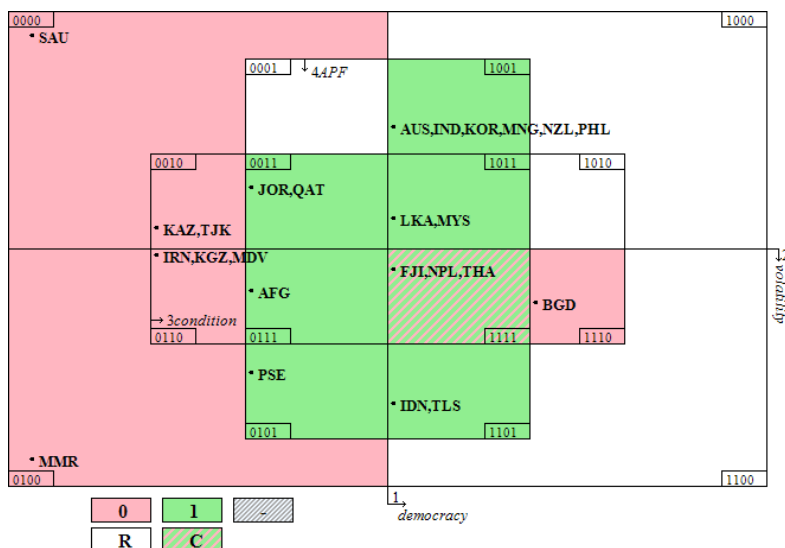 0000
1000
SAU
0001
4APF
1001
AUS,IND,KOR,MNG,NZL,PHL
0010
0011
1011
1010
JOR,QAT
LKA,MYS
KAZ,TJK
IRN,KGZ,MDV
FJI,NPL,THA
AFG
BGD
3condition
0110
0111
1111
1110
volatility
PSE
IDN,TLS
0101
1101
MMR
0100
1100
1
democracy
0
1
-
R
C